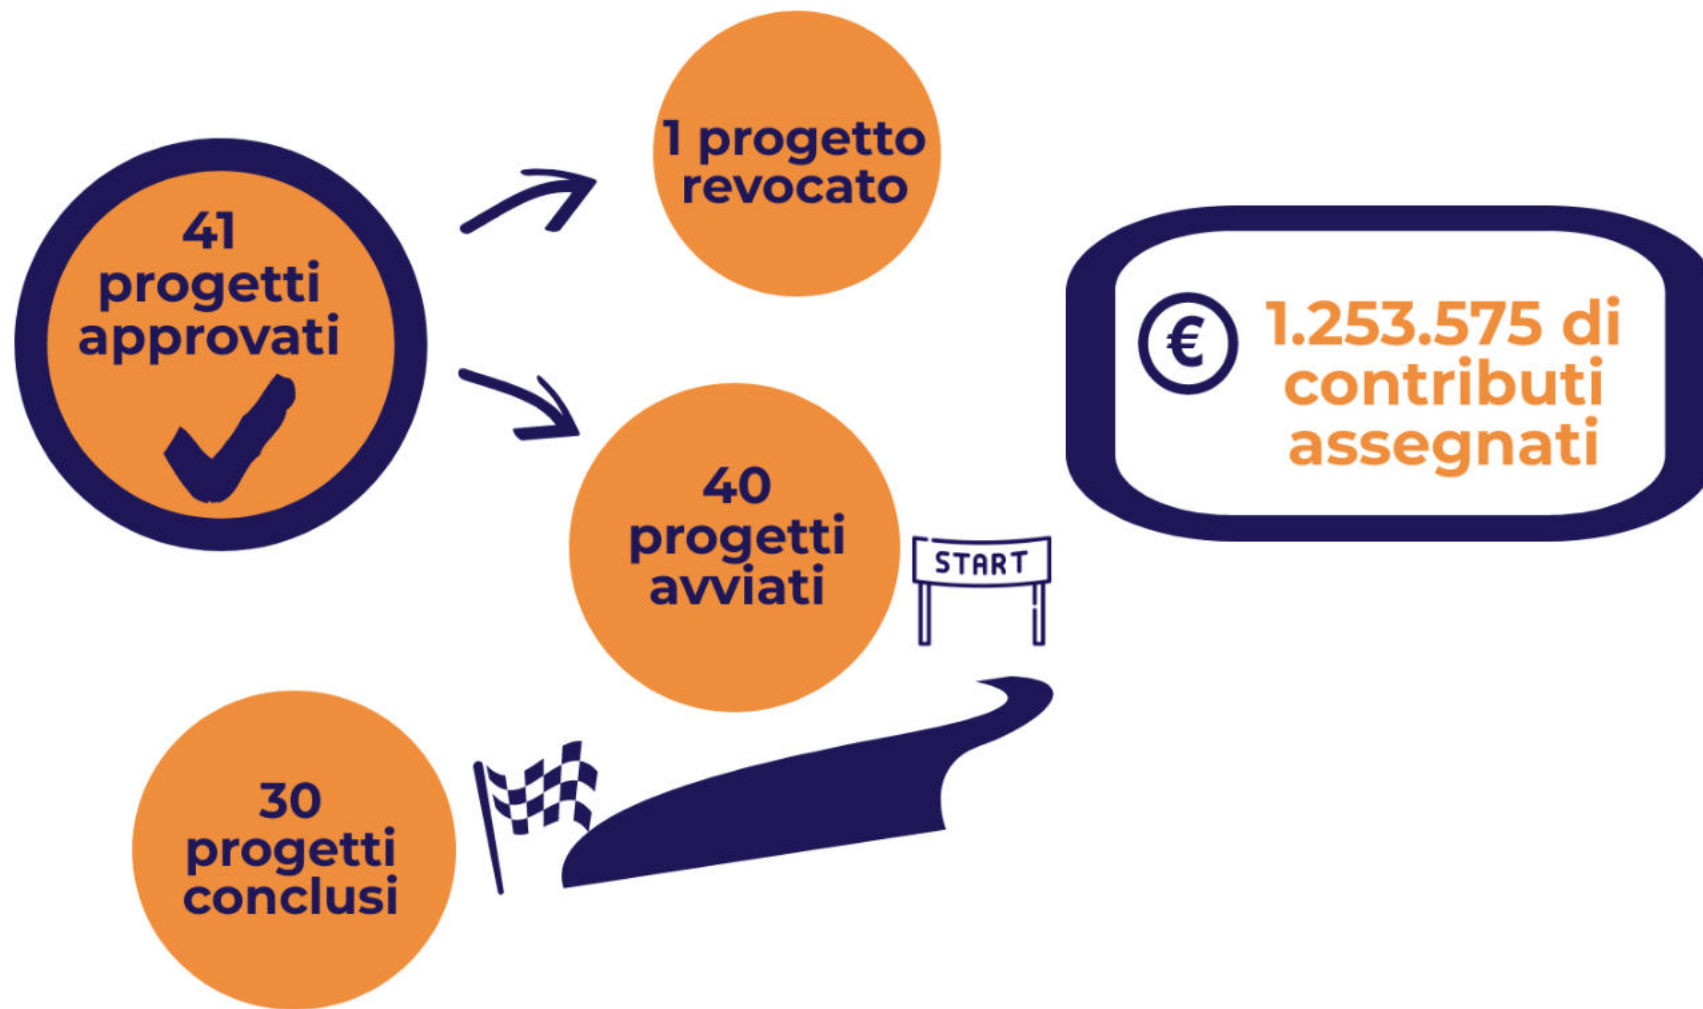 41
progetti
approvati
1 progetto
revocato
€
1.253.575 di
contributi
assegnati
40
progetti
avviati
START
30
progetti
conclusi